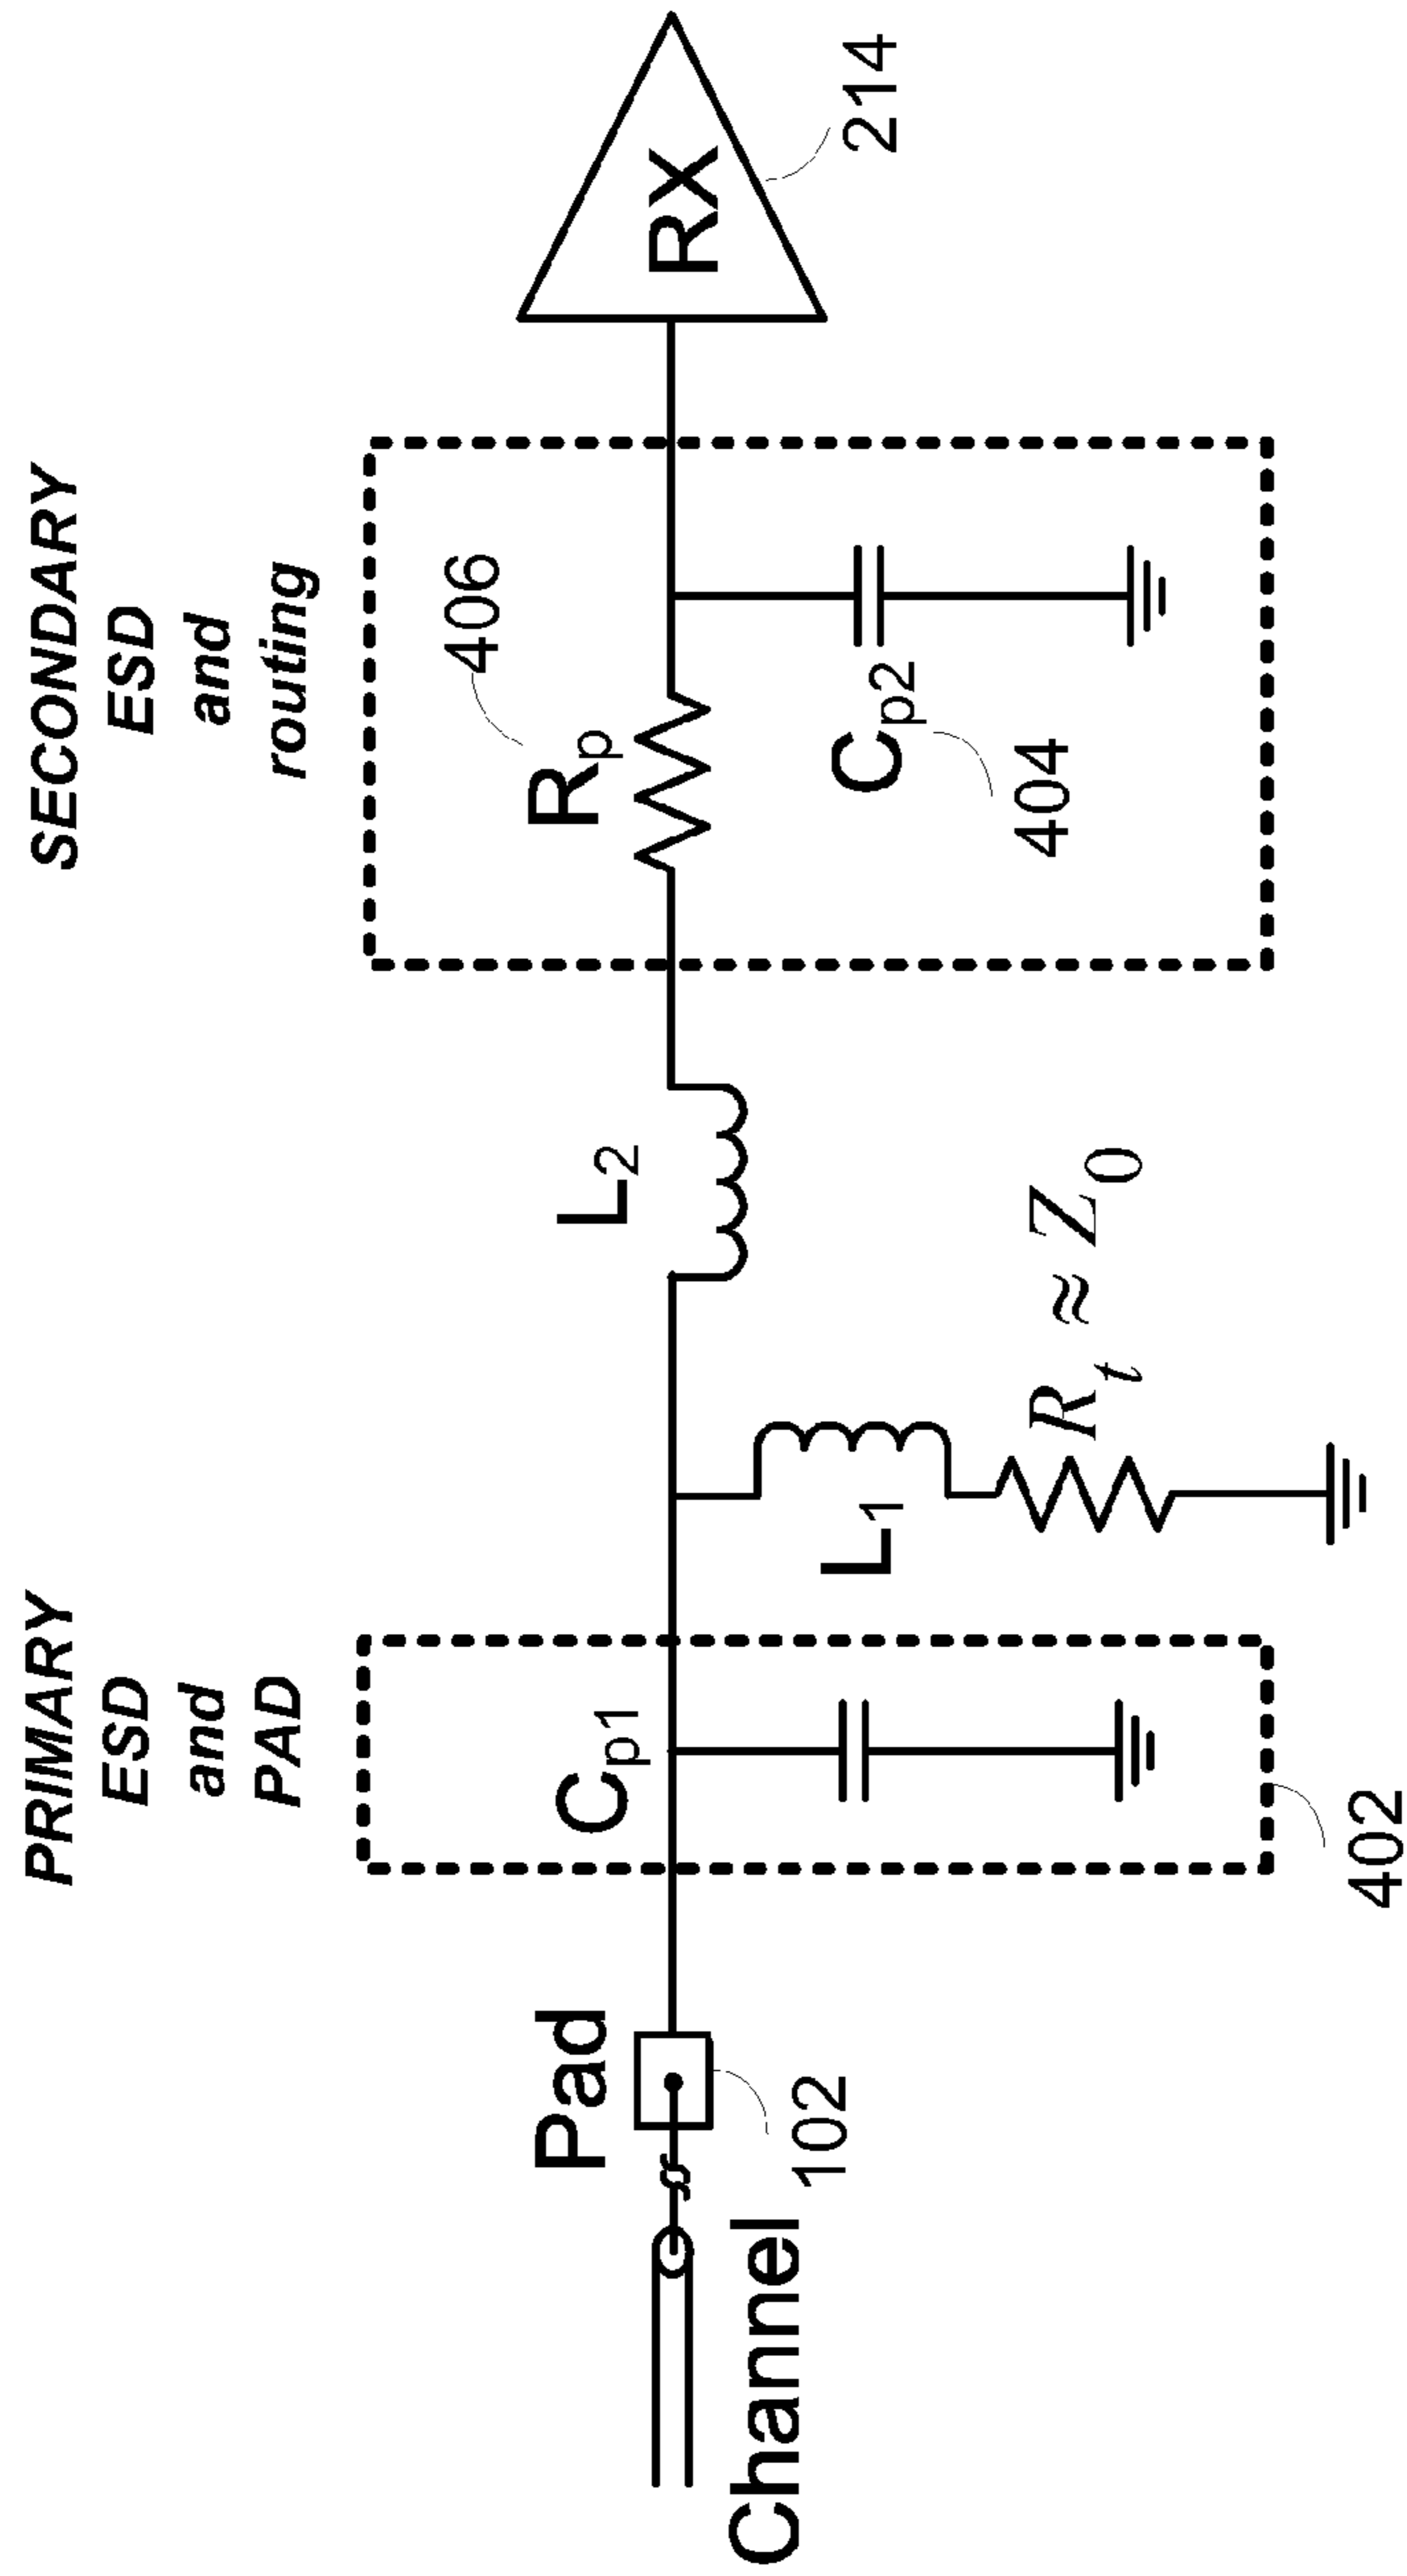 PRIMARY
ESD
and
PAD
SECONDARY
ESD
and
routing
Channel
Pad
102
Cp1
402
L1
Rt ≈ Z0
L2
Rp
406
Cp2
404
RX
214